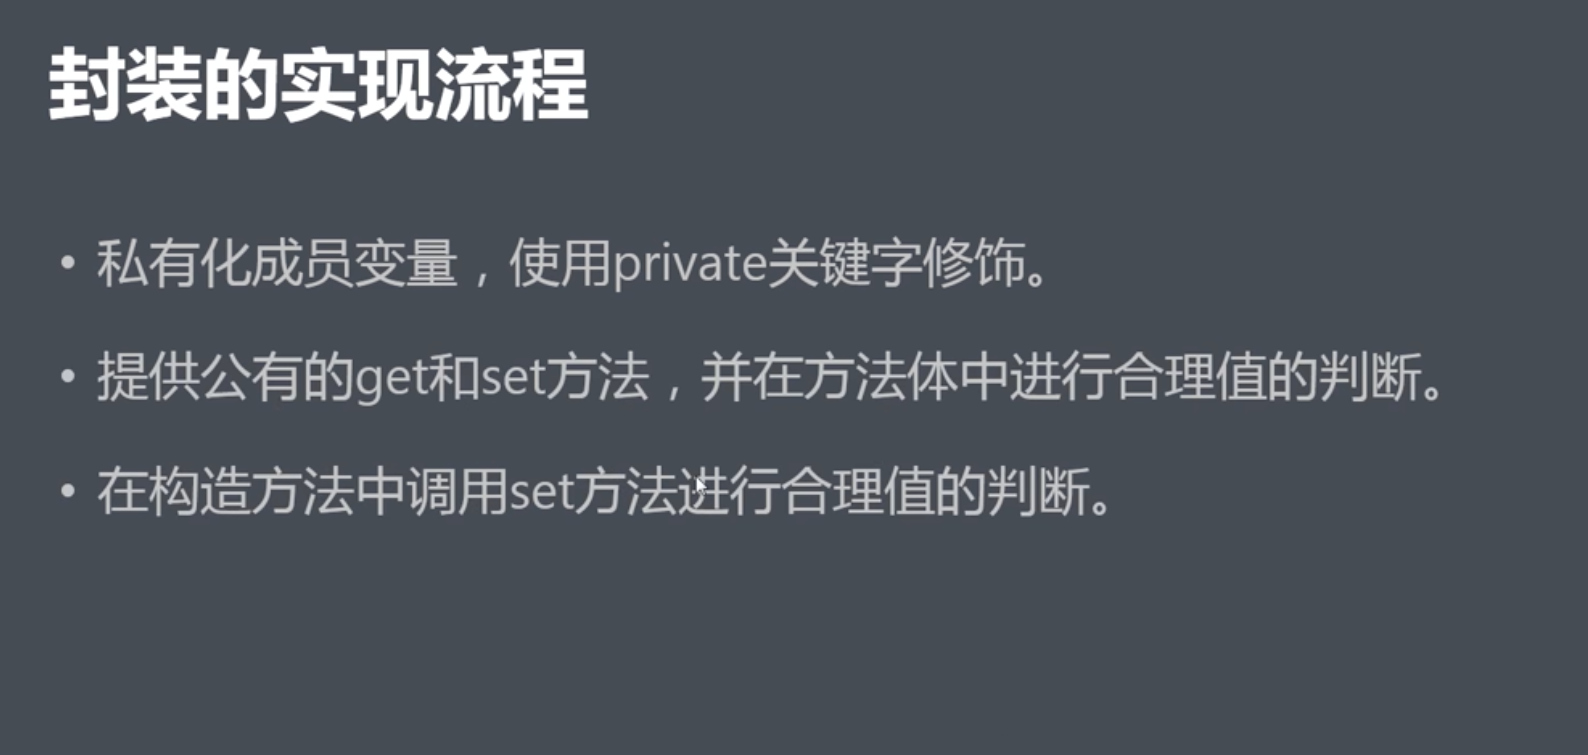 封装的实现流程
• 私有化成员变量，使用private关键字修饰。
• 提供公有的get和set方法，并在方法体中进行合理值的判断。
• 在构造方法中调用set方法进行合理值的判断。